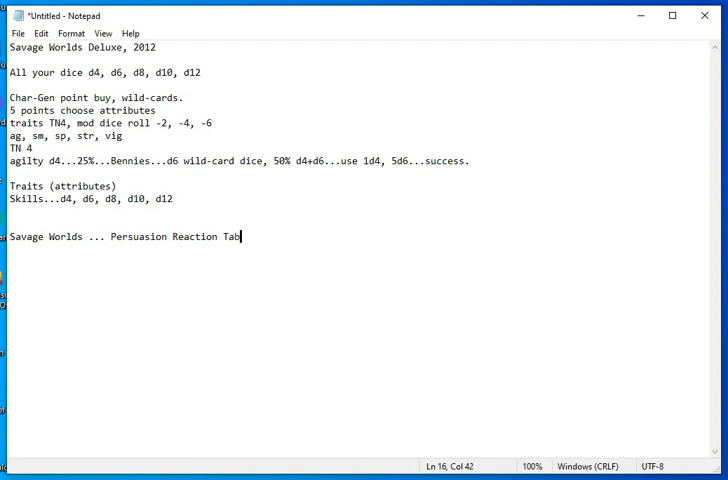 *Untitled - Notepad
File Edit Format View Help
Savage Worlds Deluxe, 2012
All your dice d4, d6, d8, d10, d12
Char-Gen point buy, wild-cards.
5 points choose attributes
traits TN4, mod dice roll -2, -4, -6
ag, sm, sp, str, vig
TN 4
agilty d4...25%...Bennies...d6 wild-card dice, 50% d4+d6...use 1d4, 5d6...success.
Traits (attributes)
Skills...d4, d6, d8, d10, d12
Savage Worlds ... Persuasion Reaction Tab
Ln 16, Col 42 100% Windows (CRLF) UTF-8